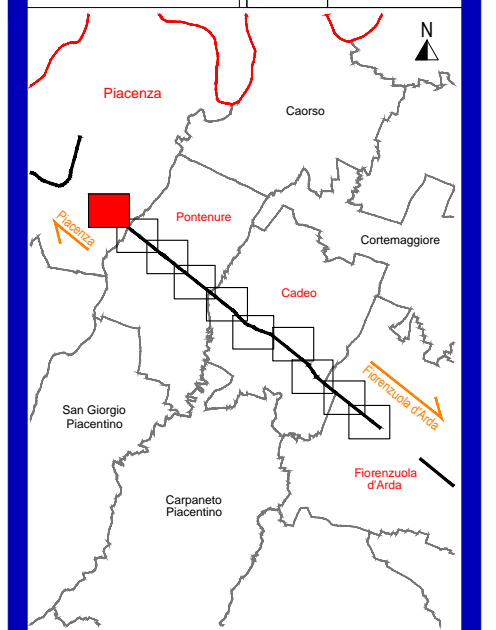 N
Piacenza
Caorso
Pontenure
Piacenza
Cortemaggiore
Cadeo
Fiorenzuola d'Arda
San Giorgio
Piacentino
Fiorenzuola
d'Arda
Carpaneto
Piacentino